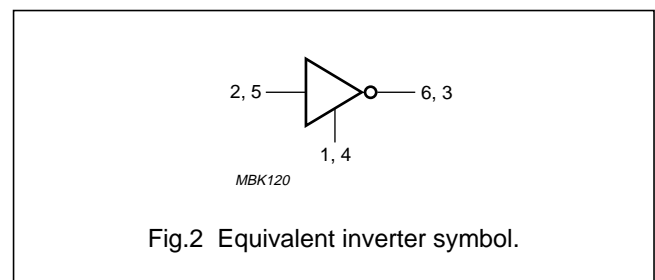 2, 5
6, 3
1, 4
MBK120
Fig.2 Equivalent inverter symbol.